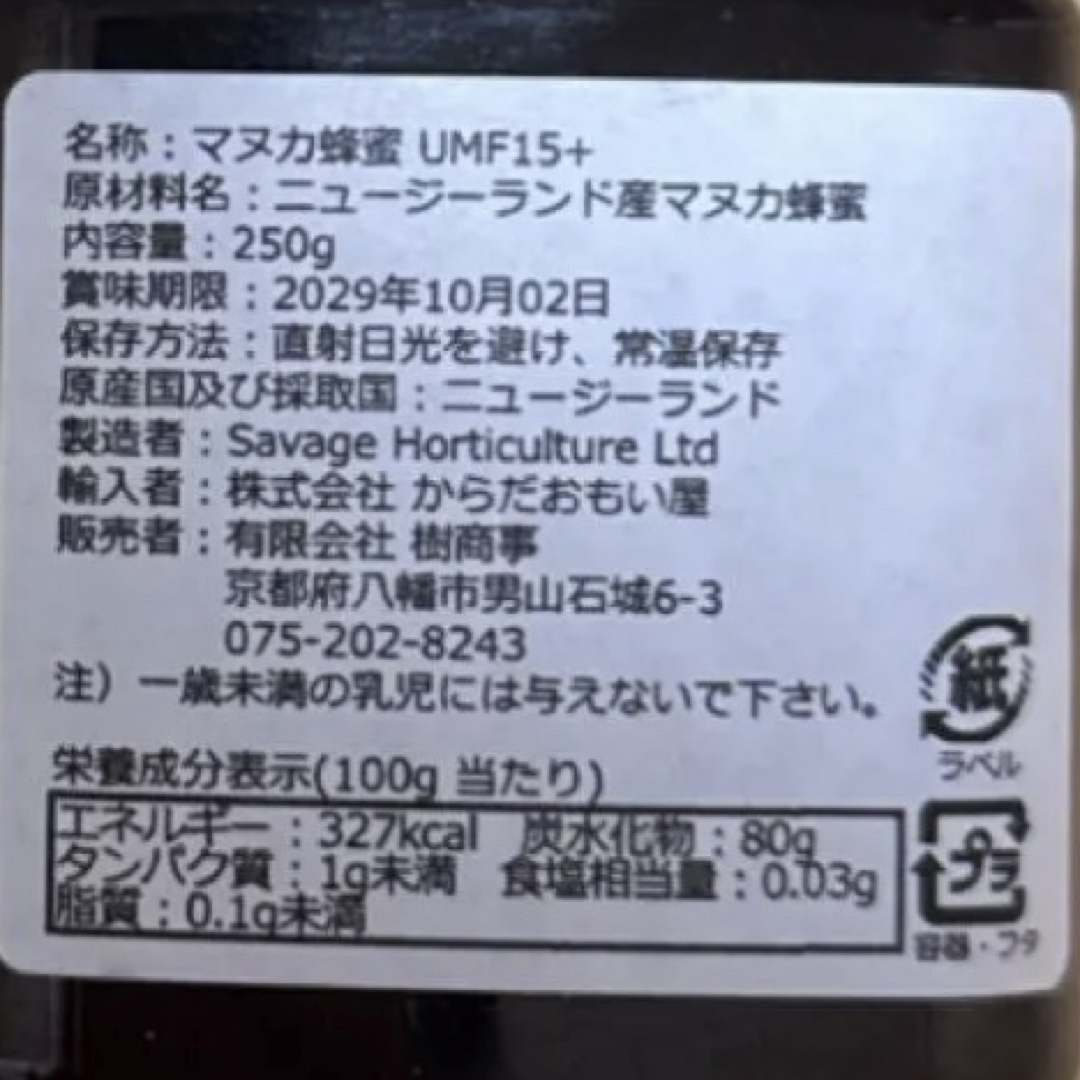 名称：マヌカ蜂蜜 UMF15+
原材料名：ニュージーランド産マヌカ蜂蜜
内容量：250g
賞味期限：2029年10月02日
保存方法：直射日光を避け、常温保存
原産国及び採取国：ニュージーランド
製造者：Savage Horticulture Ltd
輸入者：株式会社 からだおもい屋
販売者：有限会社 樹商事
京都府八幡市男山石城6-3
075-202-8243
注）一歳未満の乳児には与えないで下さい。
紙
ラベル
栄養成分表示(100g 当たり)
エネルギー：327kcal 炭水化物：80g
タンパク質：1g未満 食塩相当量：0.03g
脂質：0.1g未満
プラ
容器・フタ